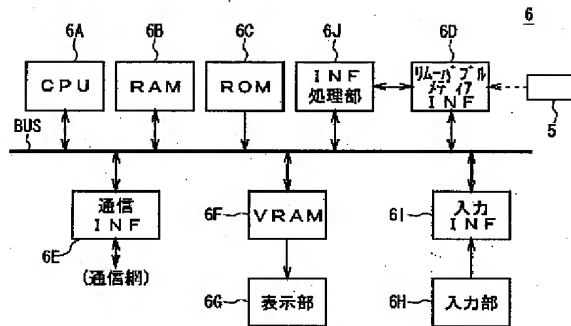 6
6A
6B
6C
6J
6D
CPU
RAM
ROM
INF
処理部
リムーバブル
メディア
INF
5
BUS
通信
INF
6E
(通信網)
6F
VRAM
6G
表示部
6I
入力
INF
6H
入力部